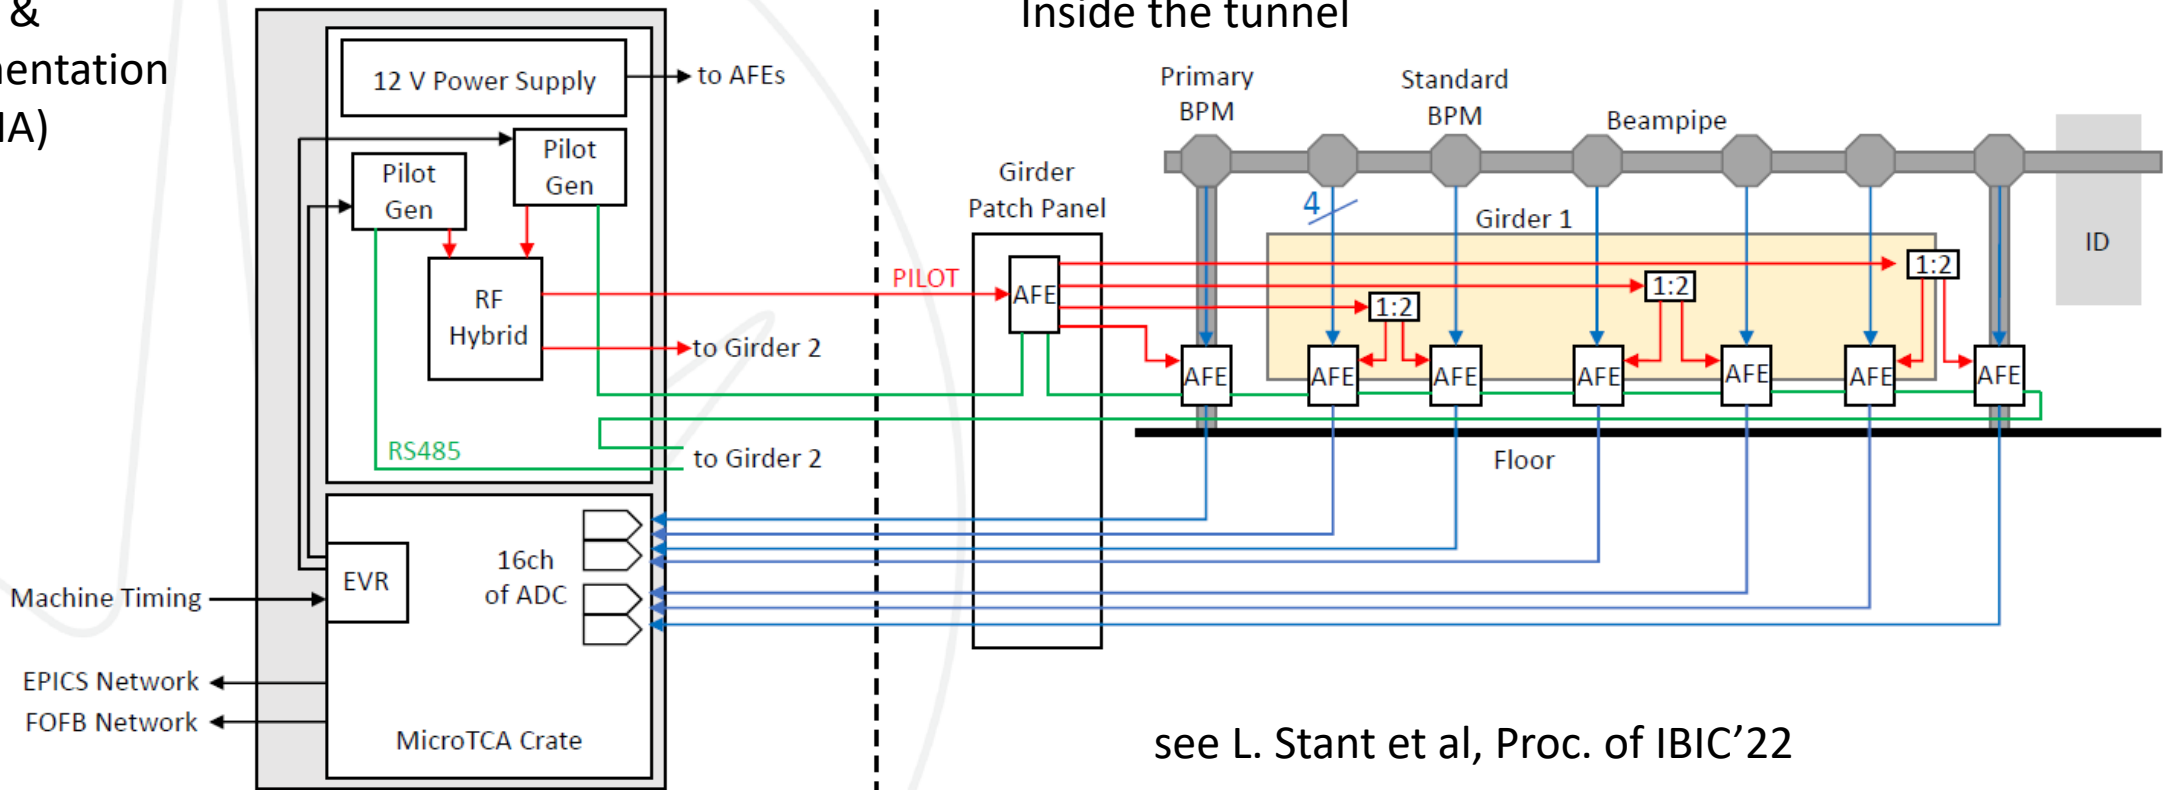 &
mentation
IA)
Inside the tunnel
12 V Power Supply
to AFEs
Pilot
Gen
Pilot
Gen
RF
Hybrid
PILOT
to Girder 2
RS485
to Girder 2
Girder
Patch Panel
AFE
Primary
BPM
Standard
BPM
Beampipe
4
Girder 1
1:2
1:2
1:2
ID
AFE
AFE
AFE
AFE
AFE
AFE
AFE
Floor
EVR
16ch
of ADC
Machine Timing
EPICS Network
FOFB Network
MicroTCA Crate
see L. Stant et al, Proc. of IBIC’22